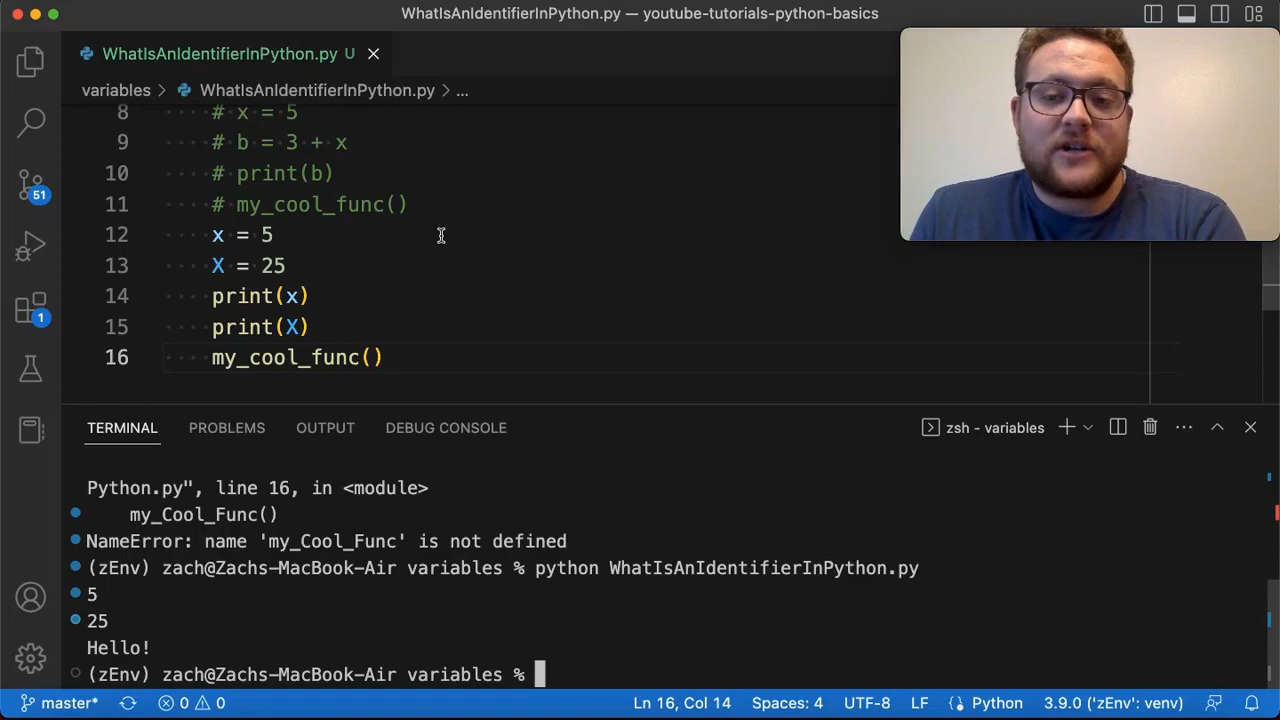 WhatIsAnIdentifierInPython.py — youtube-tutorials-python-basics
WhatIsAnIdentifierInPython.py U
variables > WhatIsAnIdentifierInPython.py > ...
8 # x = 5
9 # b = 3 + x
10 # print(b)
11 # my_cool_func()
12 x = 5
13 X = 25
14 print(x)
15 print(X)
16 my_cool_func()
51
1
TERMINAL PROBLEMS OUTPUT DEBUG CONSOLE zsh - variables
Python.py", line 16, in <module>
my_Cool_Func()
NameError: name 'my_Cool_Func' is not defined
(zEnv) zach@Zachs-MacBook-Air variables % python WhatIsAnIdentifierInPython.py
5
25
Hello!
(zEnv) zach@Zachs-MacBook-Air variables %
master* 0 0 Ln 16, Col 14 Spaces: 4 UTF-8 LF Python 3.9.0 ('zEnv': venv)